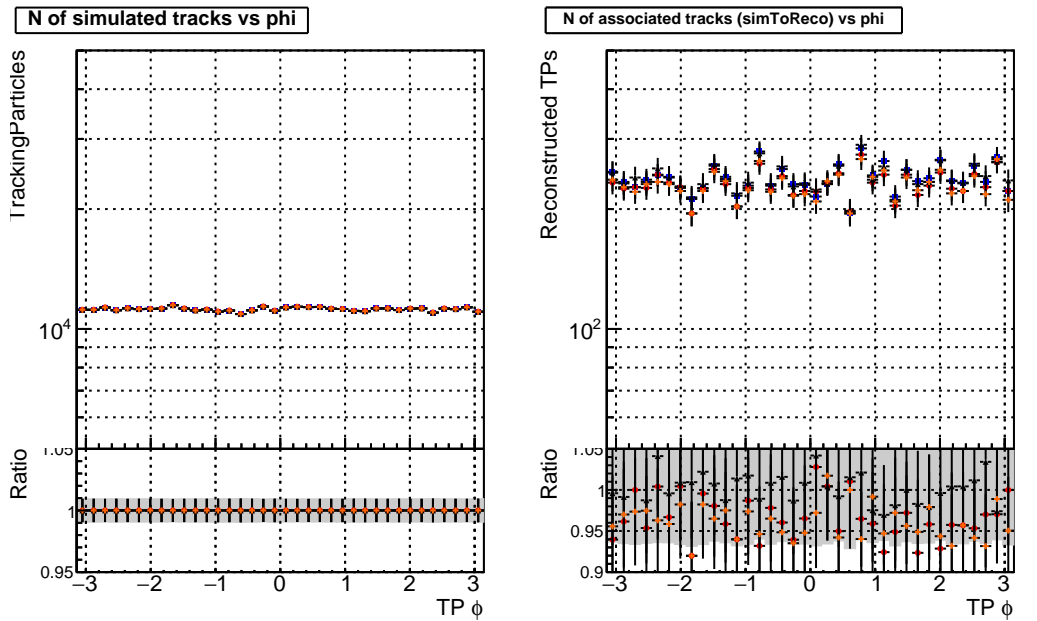 N of simulated tracks vs phi
TrackingParticles
10^4
Ratio
1.05
1
0.95
−3 −2 −1 0 1 2 3
TP ϕ
N of associated tracks (simToReco) vs phi
Reconstructed TPs
10^2
Ratio
1.05
1
0.95
0.9
−3 −2 −1 0 1 2 3
TP ϕ